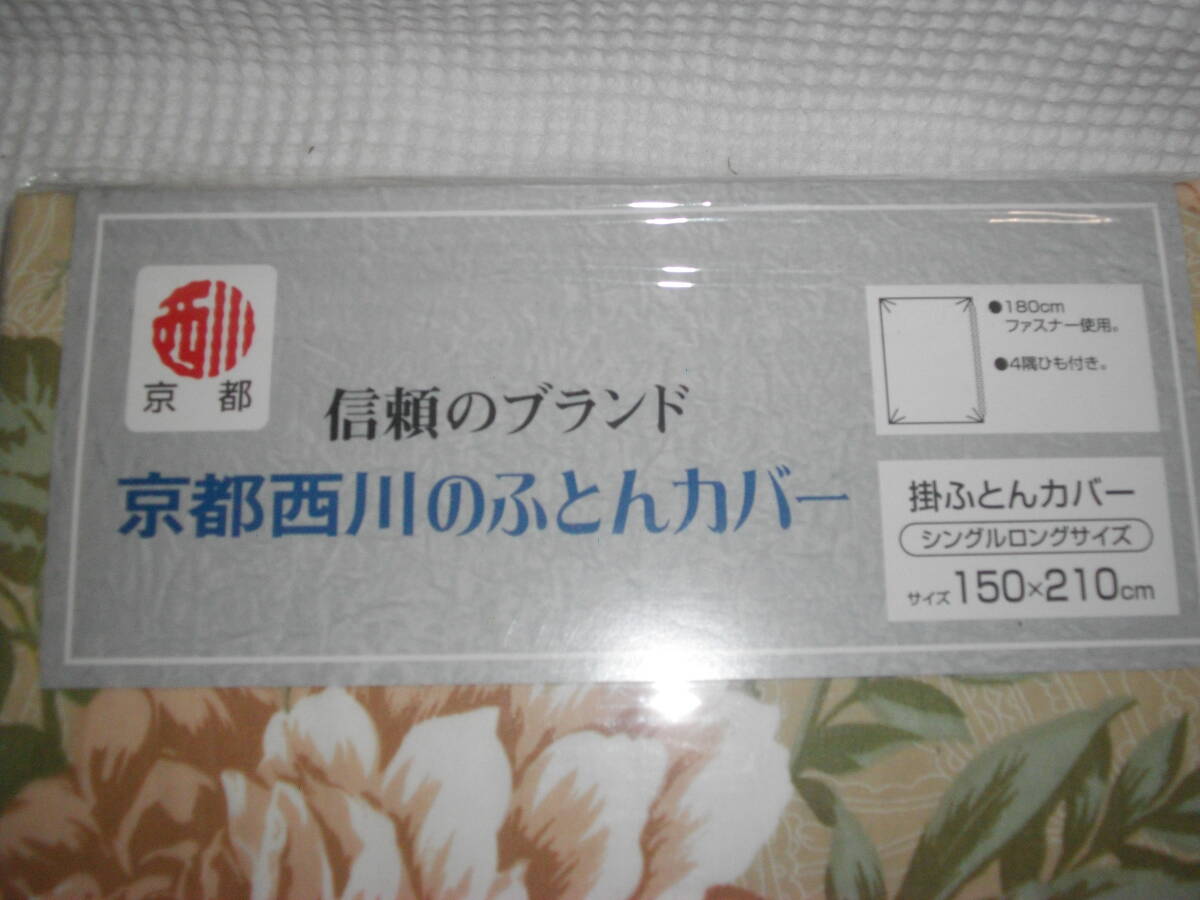 西川
京都
信頼のブランド
京都西川のふとんカバー
●180cm
ファスナー使用。
●4隅ひも付き。
掛ふとんカバー
シングルロングサイズ
サイズ150×210cm